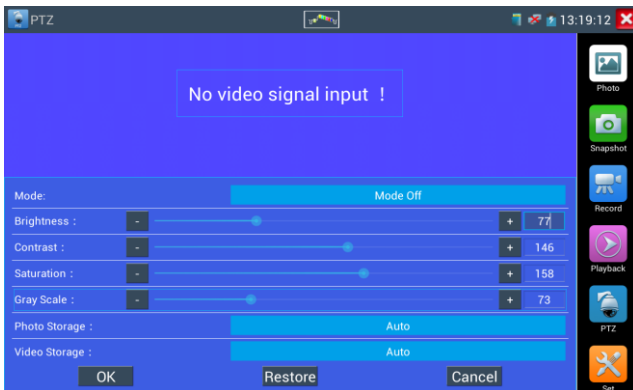 PTZ
13:19:12
No video signal input !
Photo
Snapshot
Record
Playback
PTZ
Set
Mode: Mode Off
Brightness : - + 77
Contrast : - + 146
Saturation : - + 158
Gray Scale : - + 73
Photo Storage : Auto
Video Storage : Auto
OK Restore Cancel